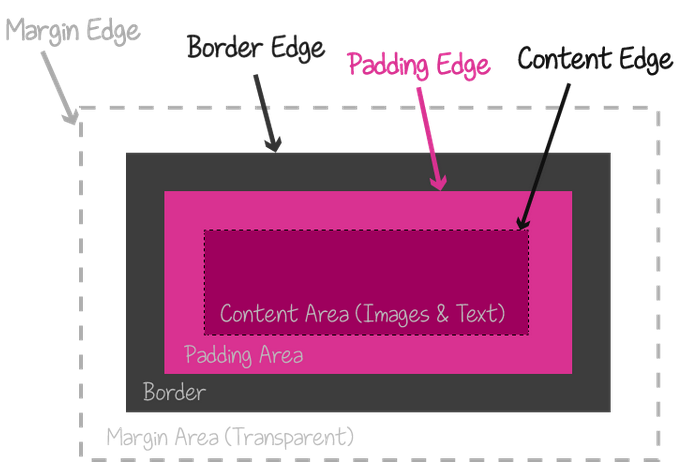 Margin Edge
Border Edge
Padding Edge
Content Edge
Content Area (Images & Text)
Padding Area
Border
Margin Area (Transparent)